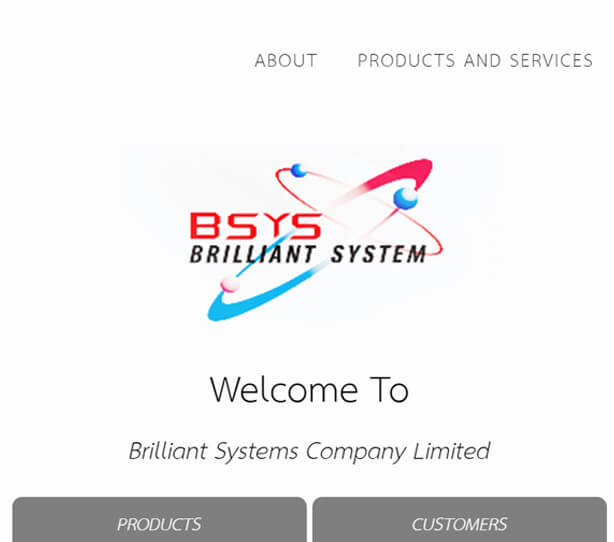 ABOUT PRODUCTS AND SERVICES
BSYS
BRILLIANT SYSTEM
Welcome To
Brilliant Systems Company Limited
PRODUCTS CUSTOMERS